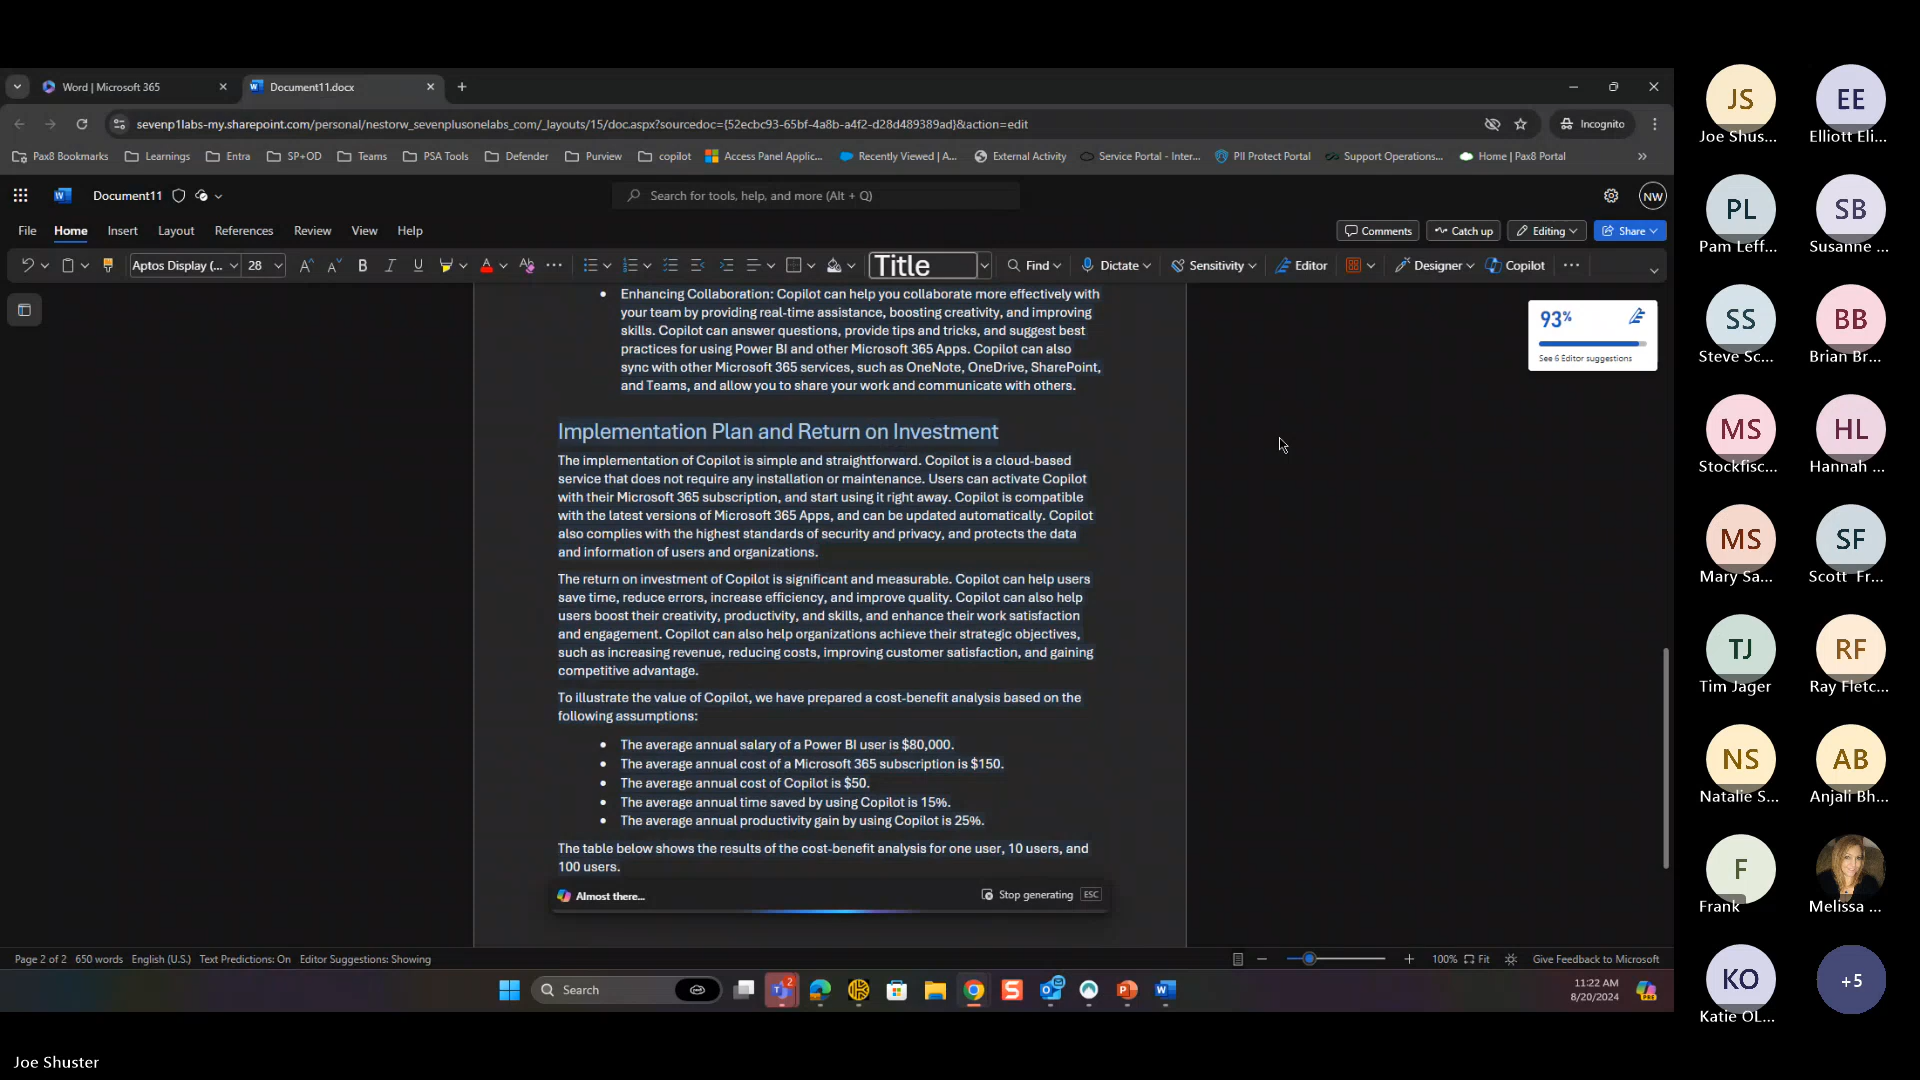 Word | Microsoft 365
Document11.docx
sevenp1labs-my.sharepoint.com/personal/nestorw_sevenplusonelabs_com/_layouts/15/doc.aspx?sourcedoc={52ecbc93-65bf-4a8b-a4f2-d28d489389ad}&action=edit
Incognito
Pax8 Bookmarks Learnings Entra SP+OD Teams PSA Tools Defender Purview copilot Access Panel Applic... Recently Viewed | A... External Activity Service Portal - Inter... PII Protect Portal Support Operations... Home | Pax8 Portal
Document11
Search for tools, help, and more (Alt + Q)
NW
File Home Insert Layout References Review View Help
Comments Catch up Editing Share
Aptos Display (... 28 B I U A Title Find Dictate Sensitivity Editor Designer Copilot
Enhancing Collaboration: Copilot can help you collaborate more effectively with
your team by providing real-time assistance, boosting creativity, and improving
skills. Copilot can answer questions, provide tips and tricks, and suggest best
practices for using Power BI and other Microsoft 365 Apps. Copilot can also
sync with other Microsoft 365 services, such as OneNote, OneDrive, SharePoint,
and Teams, and allow you to share your work and communicate with others.
93%
See 6 Editor suggestions
Implementation Plan and Return on Investment
The implementation of Copilot is simple and straightforward. Copilot is a cloud-based
service that does not require any installation or maintenance. Users can activate Copilot
with their Microsoft 365 subscription, and start using it right away. Copilot is compatible
with the latest versions of Microsoft 365 Apps, and can be updated automatically. Copilot
also complies with the highest standards of security and privacy, and protects the data
and information of users and organizations.
The return on investment of Copilot is significant and measurable. Copilot can help users
save time, reduce errors, increase efficiency, and improve quality. Copilot can also help
users boost their creativity, productivity, and skills, and enhance their work satisfaction
and engagement. Copilot can also help organizations achieve their strategic objectives,
such as increasing revenue, reducing costs, improving customer satisfaction, and gaining
competitive advantage.
To illustrate the value of Copilot, we have prepared a cost-benefit analysis based on the
following assumptions:
The average annual salary of a Power BI user is $80,000.
The average annual cost of a Microsoft 365 subscription is $150.
The average annual cost of Copilot is $50.
The average annual time saved by using Copilot is 15%.
The average annual productivity gain by using Copilot is 25%.
The table below shows the results of the cost-benefit analysis for one user, 10 users, and
100 users.
Almost there... Stop generating ESC
Page 2 of 2 650 words English (U.S.) Text Predictions: On Editor Suggestions: Showing
100% Fit Give Feedback to Microsoft
Search
2
11:22 AM
8/20/2024
JS EE
Joe Shus... Elliott Eli...
PL SB
Pam Leff... Susanne ...
SS BB
Steve Sc... Brian Br...
MS HL
Stockfisc... Hannah ...
MS SF
Mary Sa... Scott Fr...
TJ RF
Tim Jager Ray Fletc...
NS AB
Natalie S... Anjali Bh...
F
Frank Melissa ...
KO +5
Katie OL...
Joe Shuster